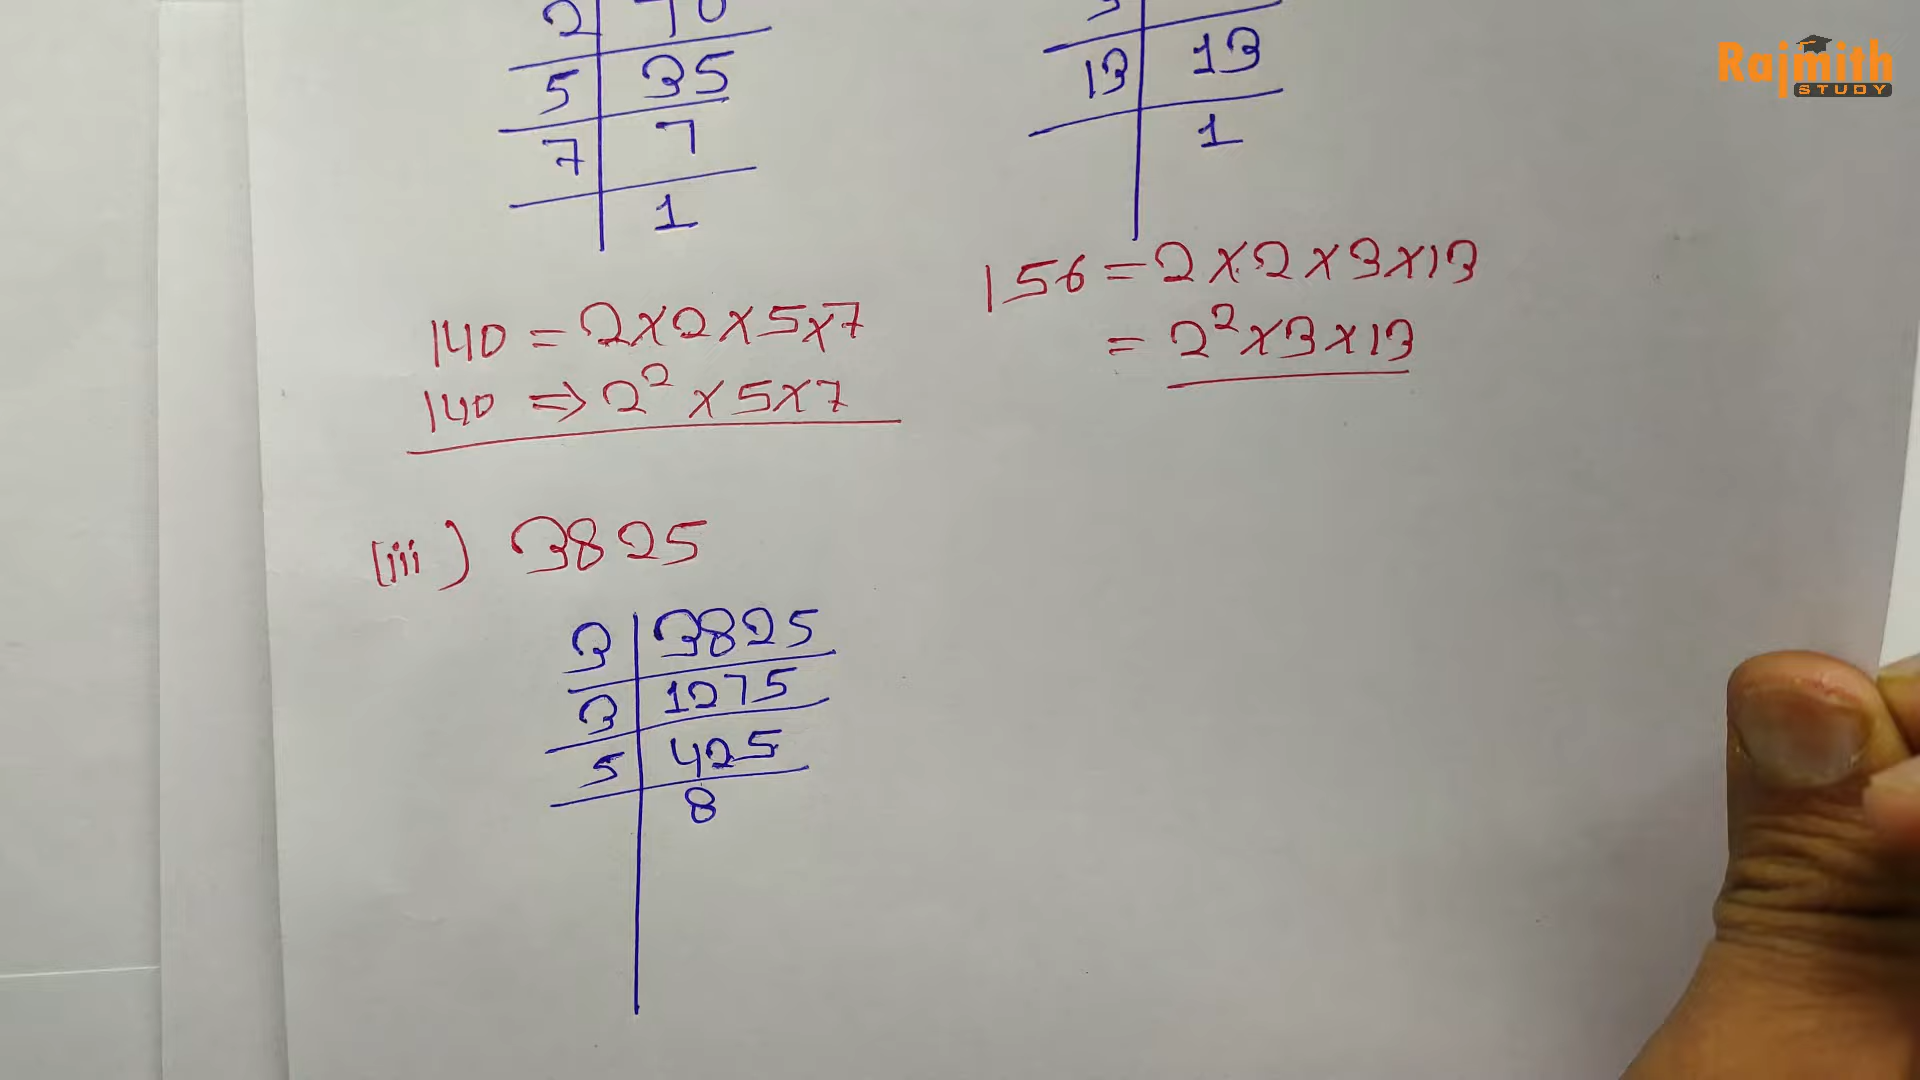 2 | 70
5 | 35
7 | 7
1
13 | 13
1
140 = 2×2×5×7
140 ⇒ 2² × 5×7
156 = 2×2×3×13
= 2²×3×13
(iii) 3825
3 | 3825
3 | 1275
5 | 425
8
Rajmith
STUDY